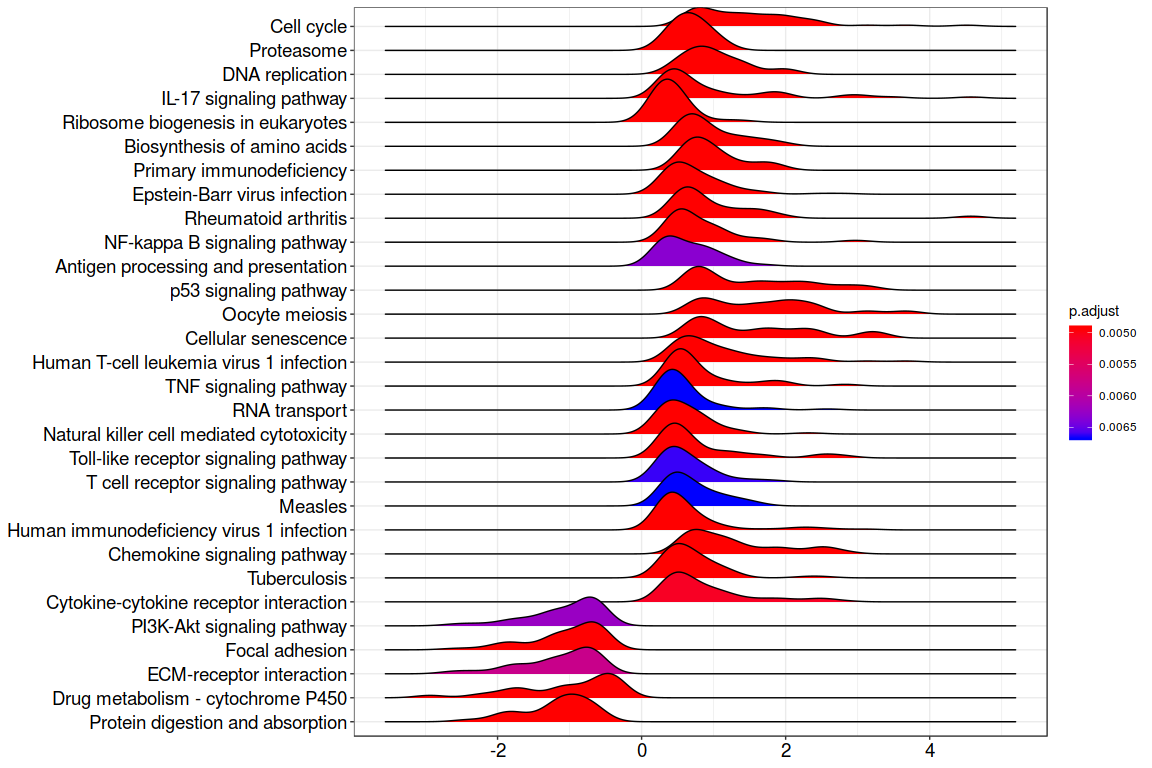 Cell cycle
Proteasome
DNA replication
IL-17 signaling pathway
Ribosome biogenesis in eukaryotes
Biosynthesis of amino acids
Primary immunodeficiency
Epstein-Barr virus infection
Rheumatoid arthritis
NF-kappa B signaling pathway
Antigen processing and presentation
p53 signaling pathway
Oocyte meiosis
Cellular senescence
Human T-cell leukemia virus 1 infection
TNF signaling pathway
RNA transport
Natural killer cell mediated cytotoxicity
Toll-like receptor signaling pathway
T cell receptor signaling pathway
Measles
Human immunodeficiency virus 1 infection
Chemokine signaling pathway
Tuberculosis
Cytokine-cytokine receptor interaction
PI3K-Akt signaling pathway
Focal adhesion
ECM-receptor interaction
Drug metabolism - cytochrome P450
Protein digestion and absorption
-2 0 2 4
p.adjust
0.0050
0.0055
0.0060
0.0065